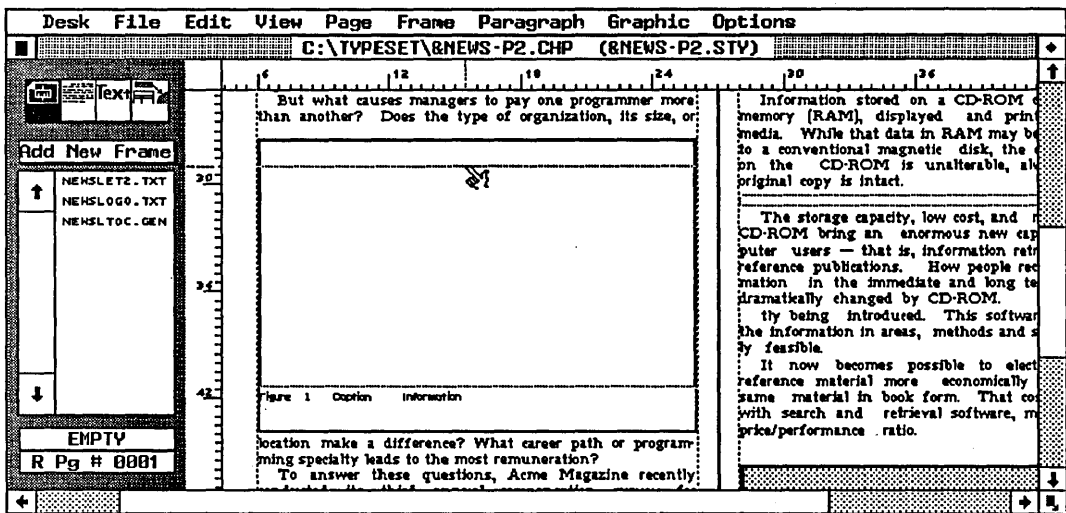 Desk File Edit View Page Frame Paragraph Graphic Options
C:\TYPESET\&NEWS-P2.CHP (&NEWS-P2.STY)
Text
Add New Frame
NEWSLET2.TXT
NEWSLOGO.TXT
NEWSLTOC.GEN
EMPTY
R Pg # 0001
6 12 18 24 30 36
30
36
42
But what causes managers to pay one programmer more
than another? Does the type of organization, its size, or
Figure 1 Caption Information
location make a difference? What career path or program-
ming specialty leads to the most remuneration?
To answer these questions, Acme Magazine recently
Information stored on a CD-ROM
memory (RAM), displayed and print
media. While that data in RAM may be
to a conventional magnetic disk, the
on the CD-ROM is unalterable,
original copy is intact.
The storage capacity, low cost, and
CD-ROM bring an enormous new cap
puter users — that is, information retr
reference publications. How people rec
mation in the immediate and long te
dramatically changed by CD-ROM.
tly being introduced. This softwar
the information in areas, methods and s
ly feasible.
It now becomes possible to elect
reference material more economically
same material in book form. That cos
with search and retrieval software, m
price/performance ratio.